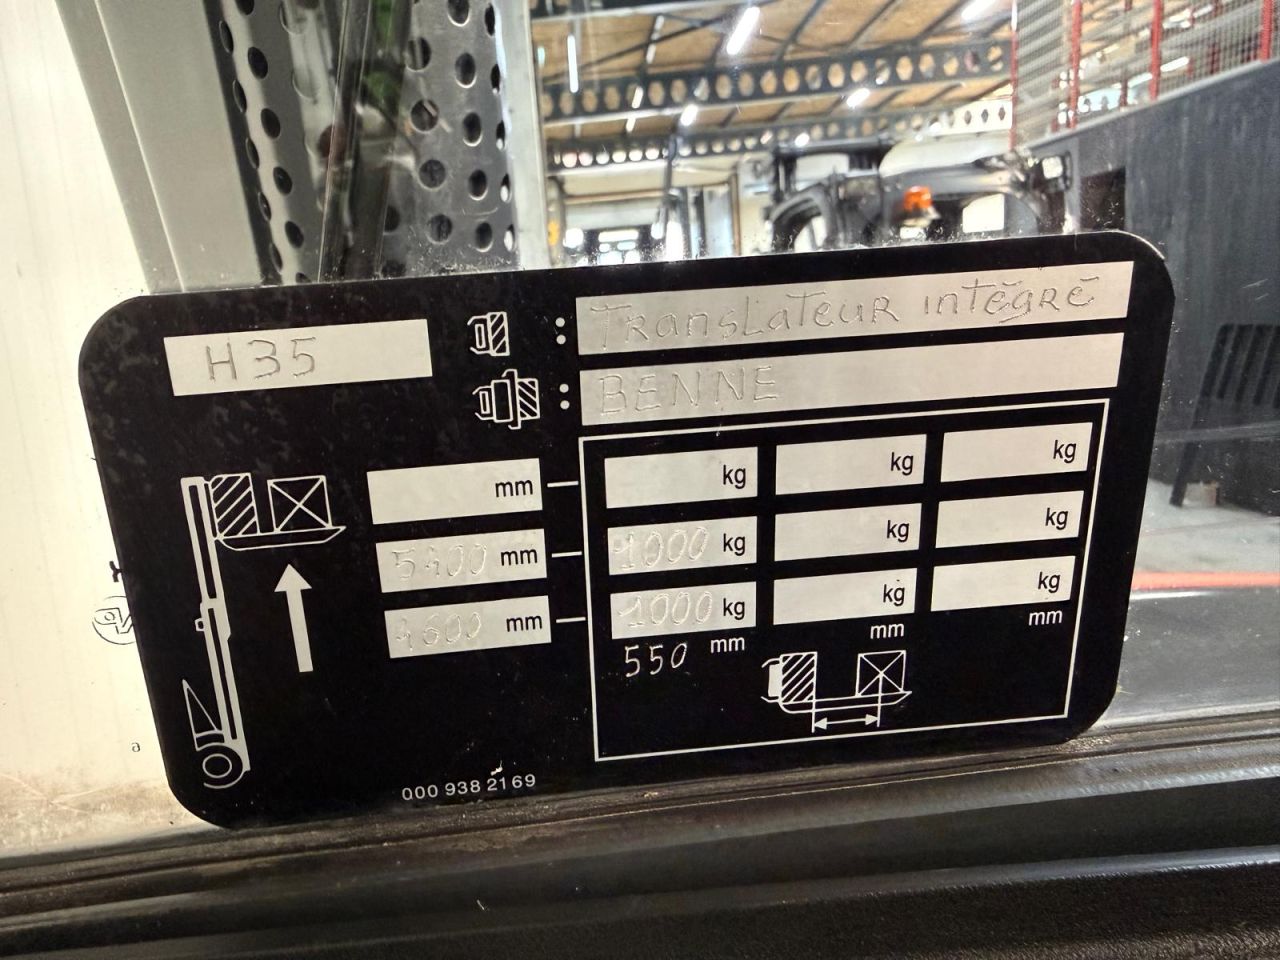 H35
: Translateur intégré
: BENNE
mm kg kg kg
5400 mm 1000 kg kg kg
4600 mm 1000 kg kg kg
550 mm mm mm
000 938 2169